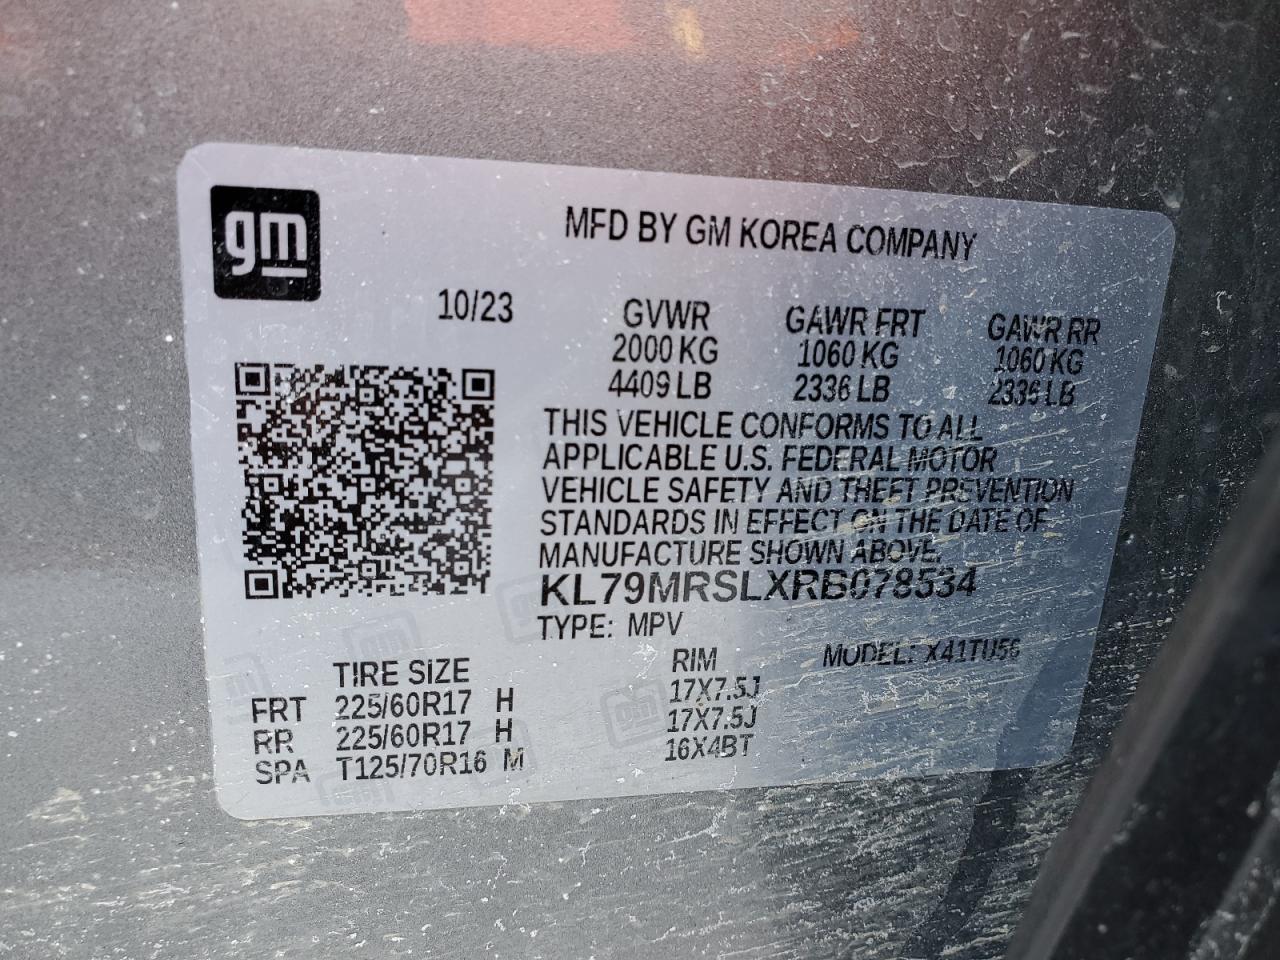 gm
MFD BY GM KOREA COMPANY
10/23 GVWR GAWR FRT GAWR RR
2000 KG 1060 KG 1060 KG
4409 LB 2336 LB 2336 LB
THIS VEHICLE CONFORMS TO ALL
APPLICABLE U.S. FEDERAL MOTOR
VEHICLE SAFETY AND THEFT PREVENTION
STANDARDS IN EFFECT ON THE DATE OF
MANUFACTURE SHOWN ABOVE.
KL79MRSLXRB078534
TYPE: MPV
MODEL: X41TU56
TIRE SIZE RIM
FRT 225/60R17 H 17X7.5J
RR 225/60R17 H 17X7.5J
SPA T125/70R16 M 16X4BT